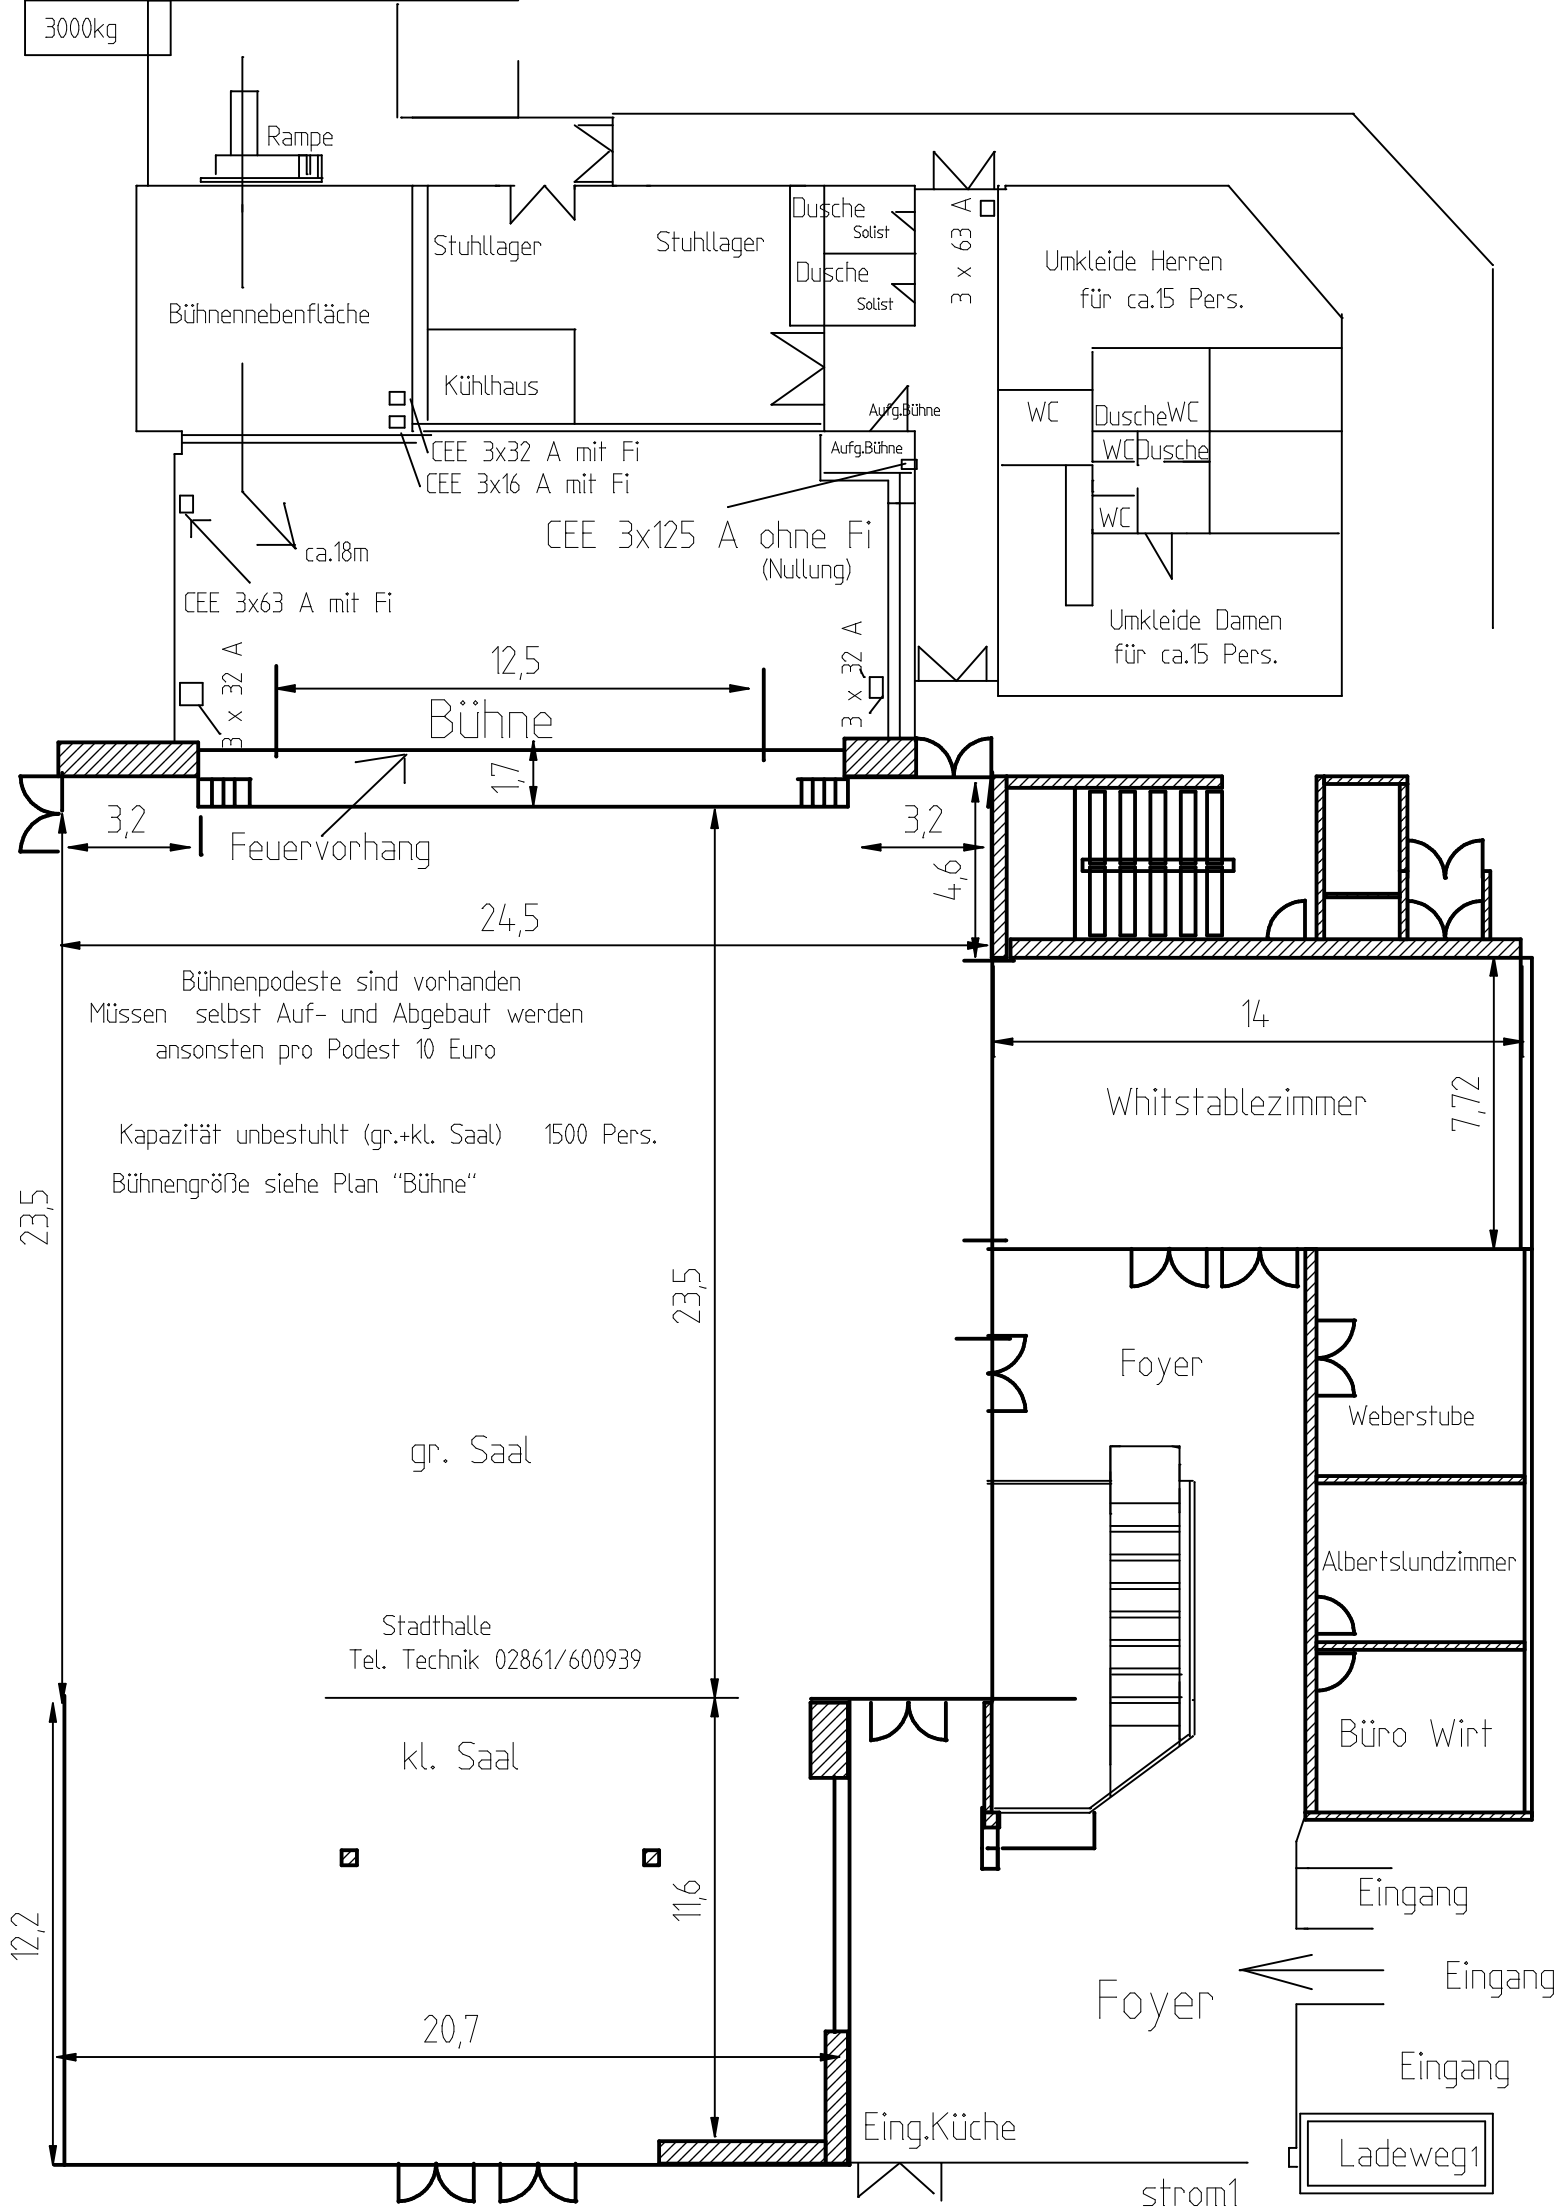 3000kg
Rampe
Stuhllager
Stuhllager
Dusche
Solist
Dusche
Solist
3 x 63 A
Umkleide Herren
für ca.15 Pers.
Bühnennebenfläche
Kühlhaus
Aufg.Bühne
Aufg.Bühne
WC
Dusche
WC
WC
Dusche
WC
CEE 3x32 A mit Fi
CEE 3x16 A mit Fi
CEE 3x125 A ohne Fi
(Nullung)
ca.18m
CEE 3x63 A mit Fi
Umkleide Damen
für ca.15 Pers.
3 x 32 A
12,5
3 x 32 A
Bühne
1,7
3,2
Feuervorhang
3,2
4,6
24,5
Bühnenpodeste sind vorhanden
Müssen selbst Auf- und Abgebaut werden
ansonsten pro Podest 10 Euro
14
Whitstablezimmer
7,72
Kapazität unbestuhlt (gr.+kl. Saal) 1500 Pers.
Bühnengröße siehe Plan “Bühne“
23,5
23,5
Foyer
Weberstube
gr. Saal
Albertslundzimmer
Stadthalle
Tel. Technik 02861/600939
kl. Saal
Büro Wirt
11,6
12,2
Eingang
Eingang
Foyer
20,7
Eingang
Eing.Küche
Ladeweg1
strom1